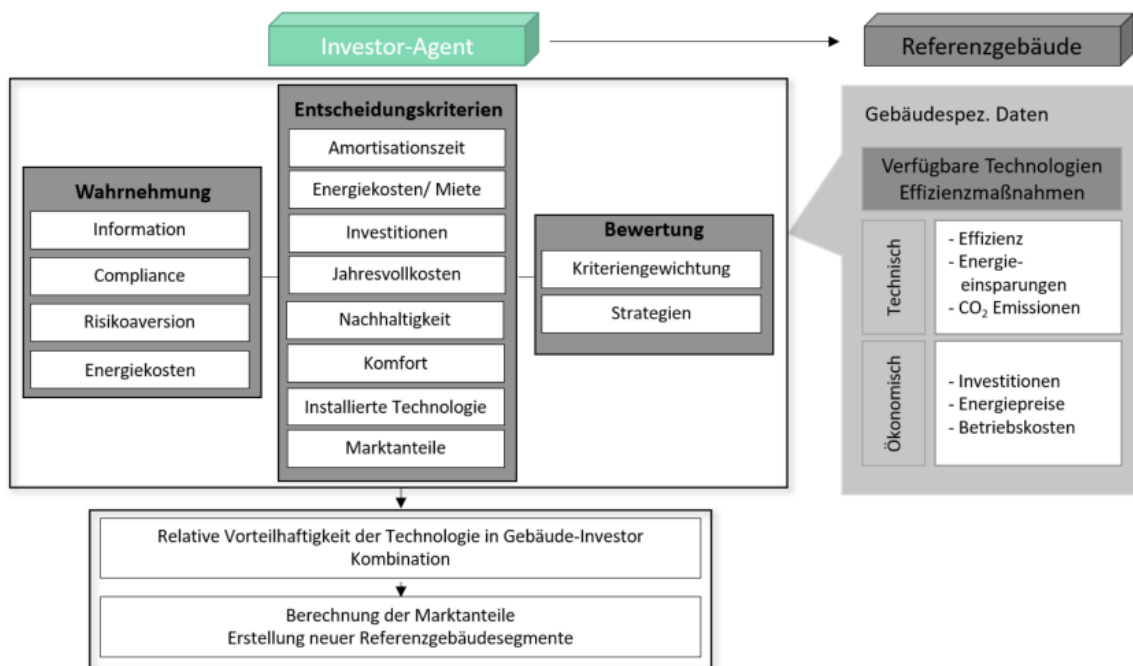 Investor-Agent
Referenzgebäude
Wahrnehmung
Information
Compliance
Risikoaversion
Energiekosten
Entscheidungskriterien
Amortisationszeit
Energiekosten/ Miete
Investitionen
Jahresvollkosten
Nachhaltigkeit
Komfort
Installierte Technologie
Marktanteile
Bewertung
Kriteriengewichtung
Strategien
Gebäudespez. Daten
Verfügbare Technologien
Effizienzmaßnahmen
Technisch
- Effizienz
- Energie-
einsparungen
- CO₂ Emissionen
Ökonomisch
- Investitionen
- Energiepreise
- Betriebskosten
Relative Vorteilhaftigkeit der Technologie in Gebäude-Investor
Kombination
Berechnung der Marktanteile
Erstellung neuer Referenzgebäudesegmente